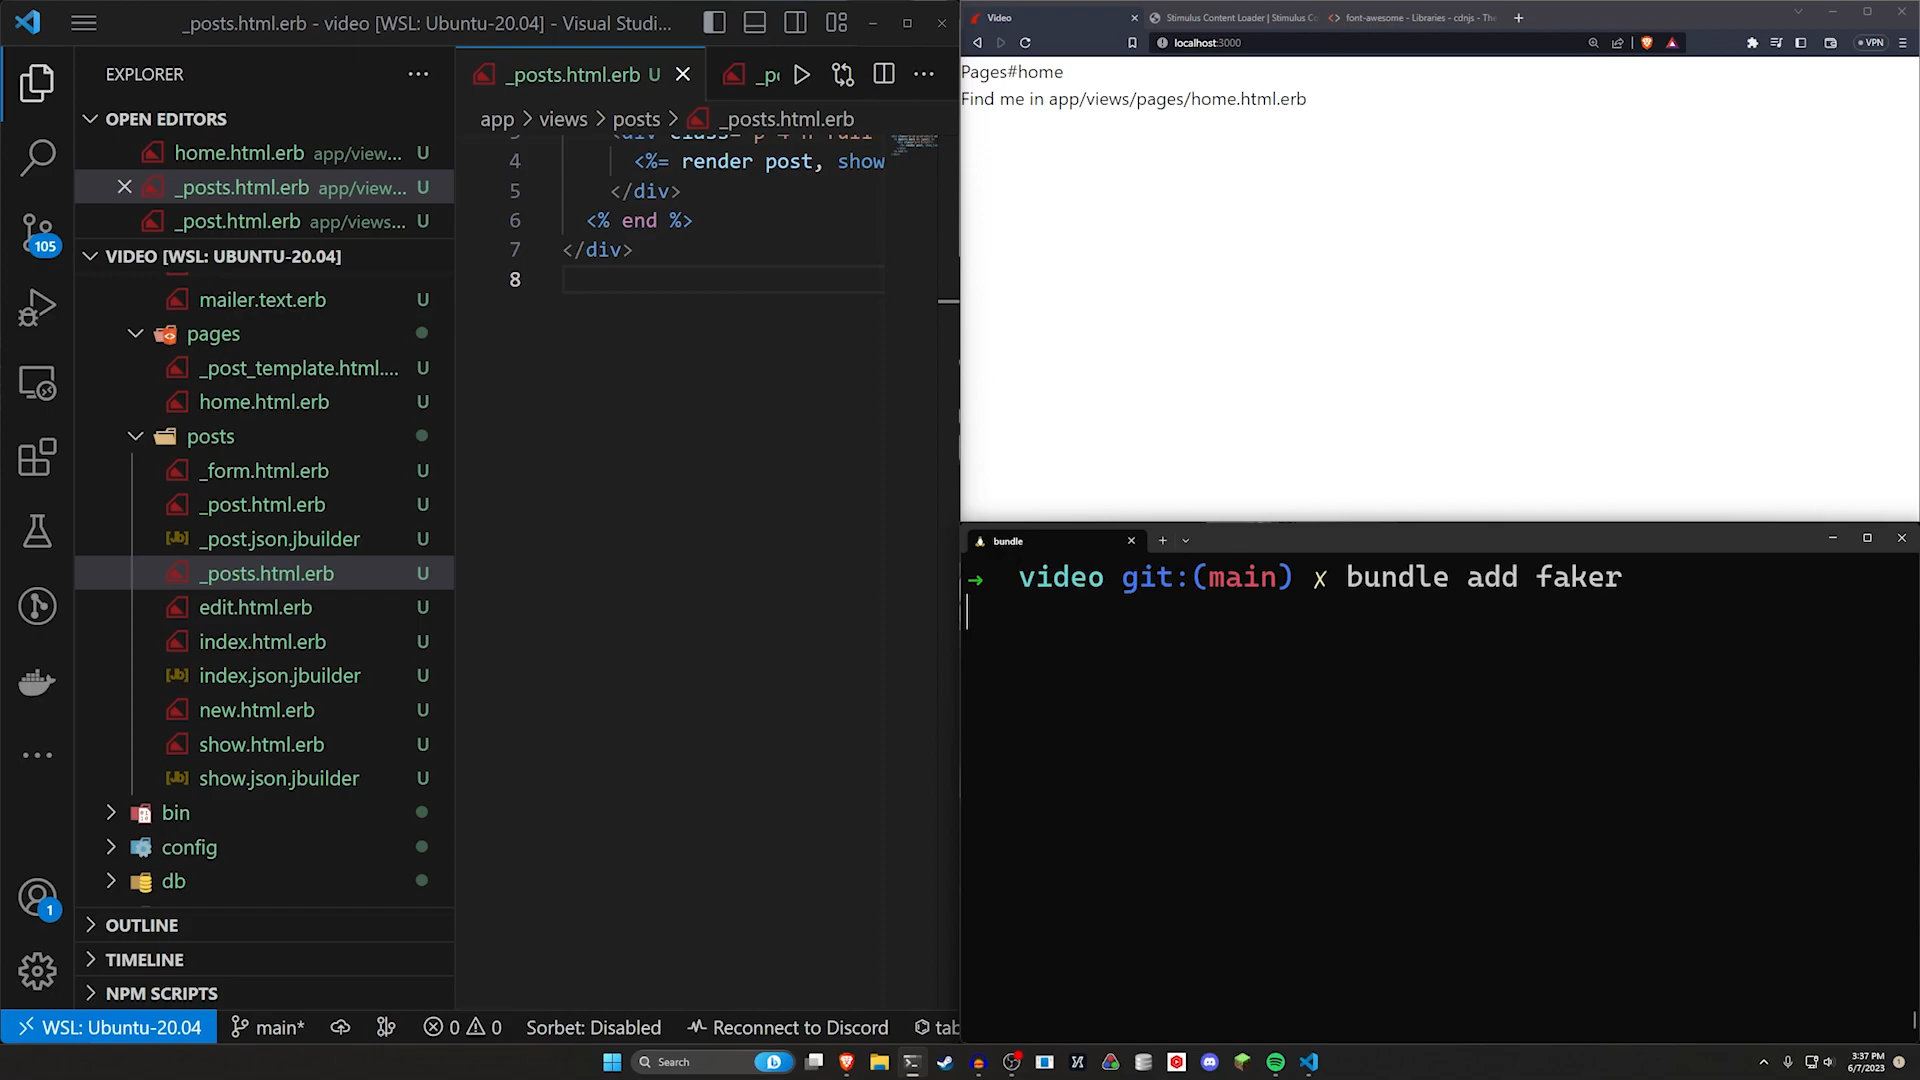 _posts.html.erb - video [WSL: Ubuntu-20.04] - Visual Studi...
EXPLORER
OPEN EDITORS
home.html.erb app/view... U
_posts.html.erb app/view... U
_post.html.erb app/views... U
VIDEO [WSL: UBUNTU-20.04]
mailer.text.erb U
pages
_post_template.html.... U
home.html.erb U
posts
_form.html.erb U
_post.html.erb U
_post.json.jbuilder U
_posts.html.erb U
edit.html.erb U
index.html.erb U
index.json.jbuilder U
new.html.erb U
show.html.erb U
show.json.jbuilder U
bin
config
db
OUTLINE
TIMELINE
NPM SCRIPTS
105
1
_posts.html.erb U
app > views > posts > _posts.html.erb
4 <%= render post, show
5 </div>
6 <% end %>
7 </div>
8
WSL: Ubuntu-20.04 main* 0 0 Sorbet: Disabled Reconnect to Discord tab
Video
Stimulus Content Loader | Stimulus Co
font-awesome - Libraries - cdnjs - The
localhost:3000
VPN
Pages#home
Find me in app/views/pages/home.html.erb
bundle
→ video git:(main) ✗ bundle add faker
Search
3:37 PM
6/7/2023